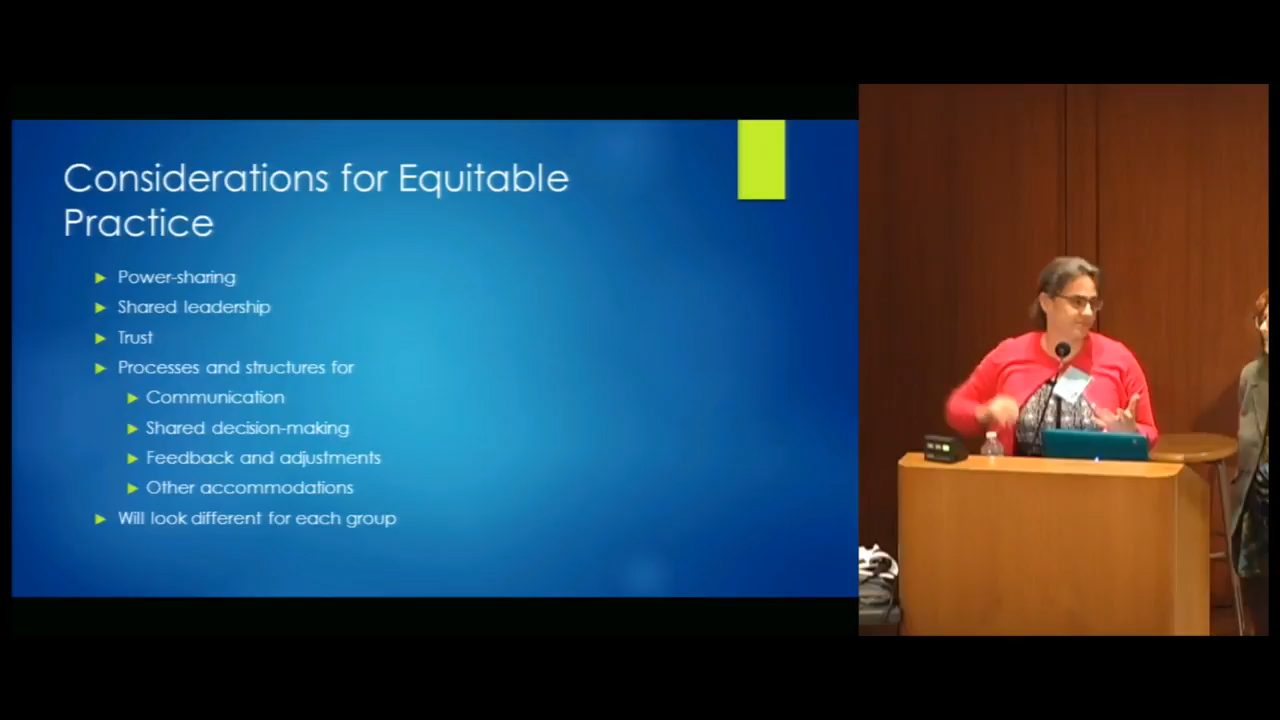 Considerations for Equitable
Practice
Power-sharing
Shared leadership
Trust
Processes and structures for
Communication
Shared decision-making
Feedback and adjustments
Other accommodations
Will look different for each group